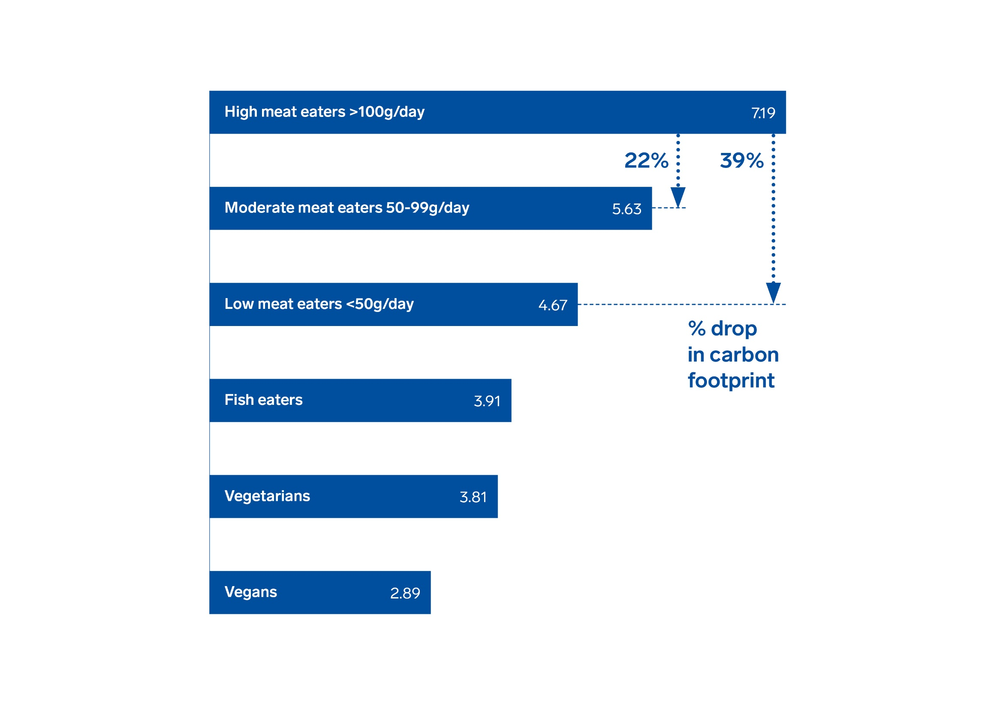 High meat eaters >100g/day 7.19
22% 39%
Moderate meat eaters 50-99g/day 5.63
Low meat eaters <50g/day 4.67
% drop
in carbon
footprint
Fish eaters 3.91
Vegetarians 3.81
Vegans 2.89